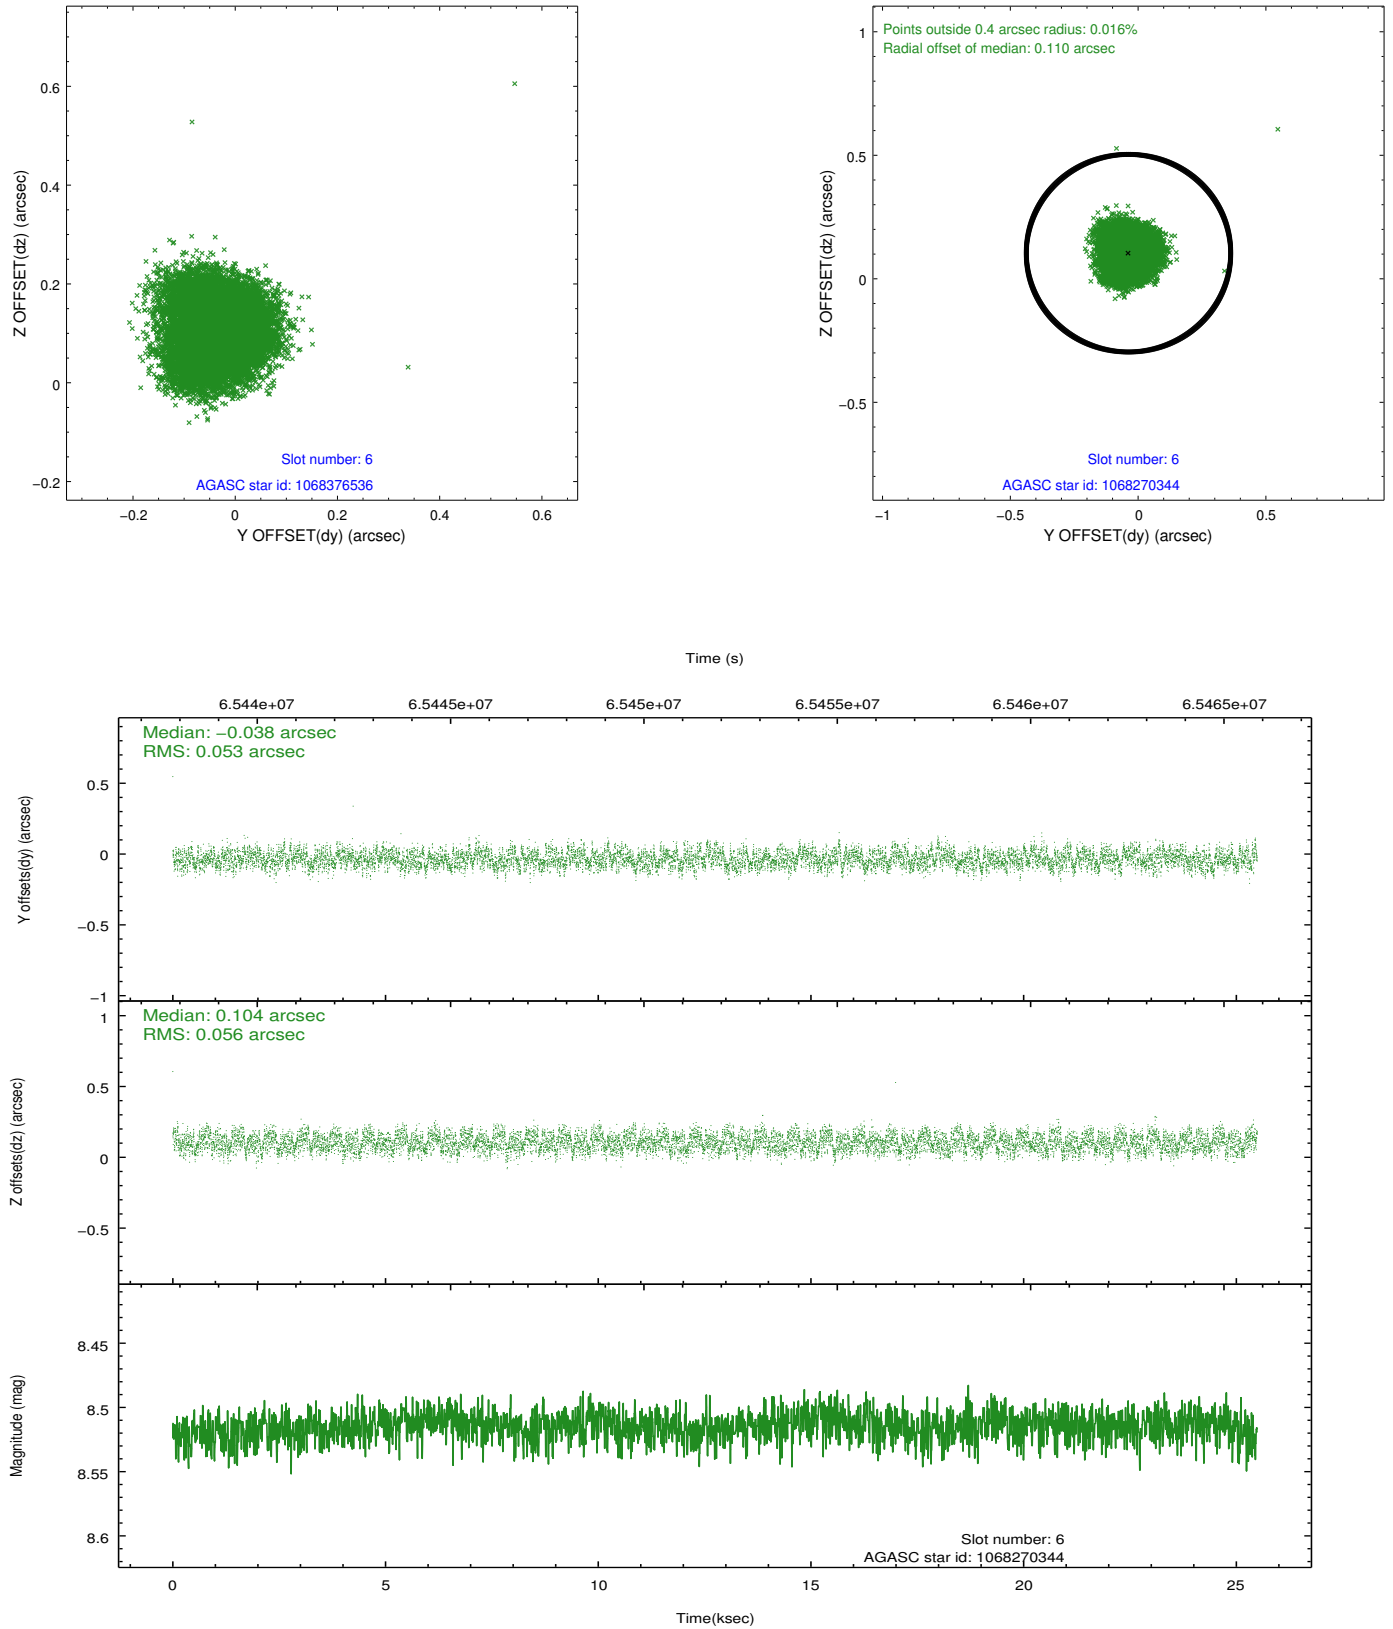 0.6
0.4
0.2
0
−0.2
−0.2
0
0.2
0.4
0.6
Z OFFSET(dz) (arcsec)
Y OFFSET(dy) (arcsec)
Slot number: 6
AGASC star id: 1068376536
Points outside 0.4 arcsec radius: 0.016%
Radial offset of median: 0.110 arcsec
1
0.5
0
−0.5
−1
−0.5
0
0.5
Z OFFSET(dz) (arcsec)
Y OFFSET(dy) (arcsec)
Slot number: 6
AGASC star id: 1068270344
Time (s)
6.544e+07
6.5445e+07
6.545e+07
6.5455e+07
6.546e+07
6.5465e+07
Median: −0.038 arcsec
RMS: 0.053 arcsec
0.5
0
−0.5
−1
Y offsets(dy) (arcsec)
Median: 0.104 arcsec
RMS: 0.056 arcsec
1
0.5
0
−0.5
Z offsets(dz) (arcsec)
8.45
8.5
8.55
8.6
Magnitude (mag)
Slot number: 6
AGASC star id: 1068270344
0
5
10
15
20
25
Time(ksec)